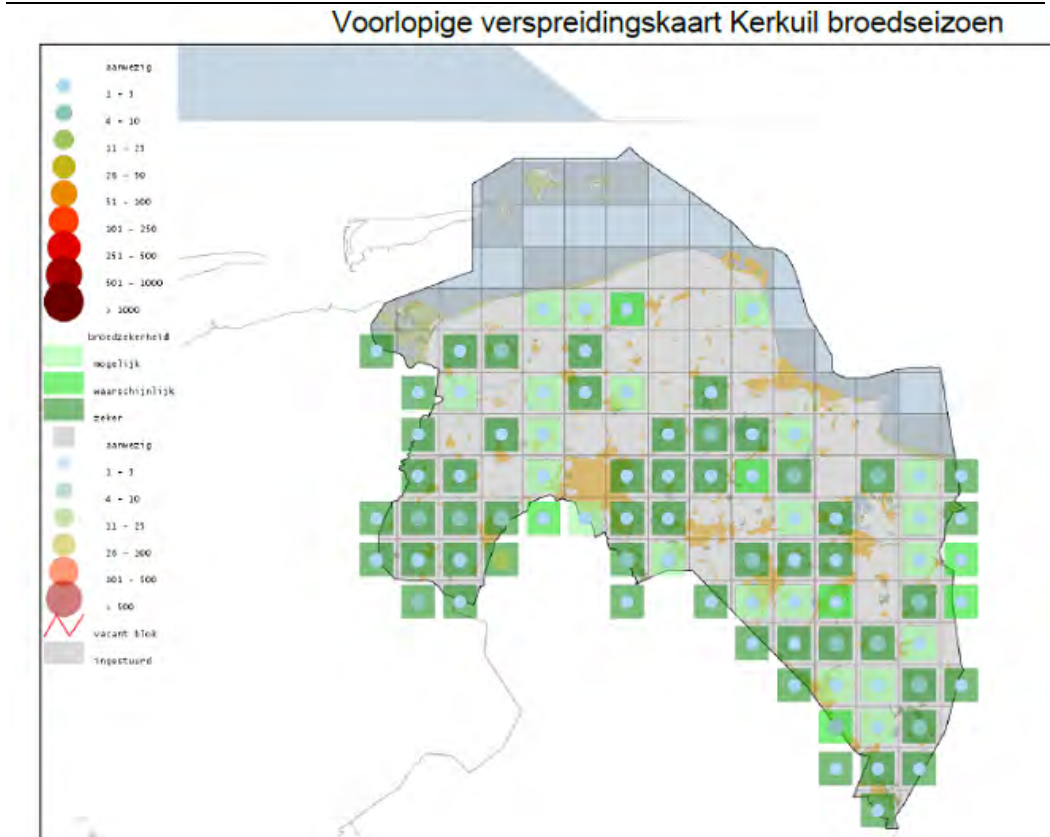 Voorlopige verspreidingskaart Kerkuil broedseizoen
aanwezig
1 - 3
4 - 10
11 - 25
26 - 50
51 - 100
101 - 250
251 - 500
501 - 1000
> 1000
broedzekerheid
mogelijk
waarschijnlijk
zeker
aanwezig
1 - 3
4 - 10
11 - 25
26 - 100
101 - 500
> 500
vacant blok
ingestuurd